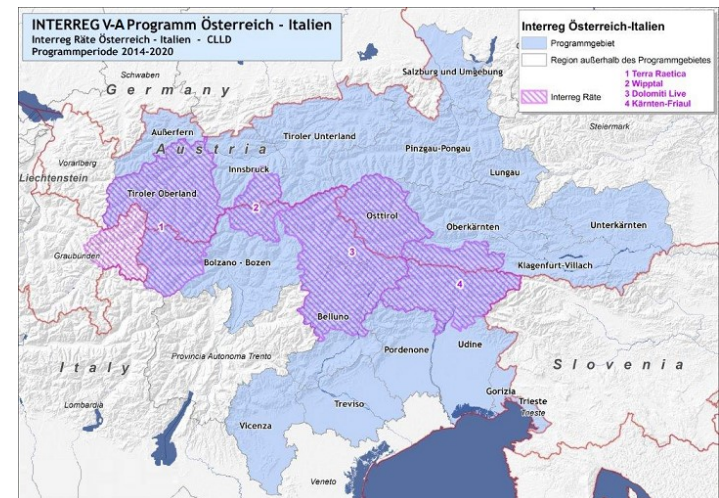 INTERREG V-A Programm Österreich - Italien
Interreg Räte Österreich - Italien - CLLD
Programmperiode 2014-2020
Interreg Österreich-Italien
Programmgebiet
Region außerhalb des Programmgebietes
Interreg Räte
1 Terra Raetica
2 Wipptal
3 Dolomiti Live
4 Kärnten-Friaul
Schwaben
Germany
Salzburg und Umgebung
Steiermark
Außerfern
Austria
Tiroler Unterland
Pinzgau-Pongau
Vorarlberg
Innsbruck
Lungau
Liechtenstein
Tiroler Oberland
2
Osttirol
Oberkärnten
Unterkärnten
1
Graubünden
Bolzano - Bozen
3
Klagenfurt-Villach
4
Belluno
Italy
Provincia Autonoma Trento
Pordenone
Udine
Slovenia
Lombardia
Treviso
Gorizia
Trieste
Trieste
Vicenza
Veneto